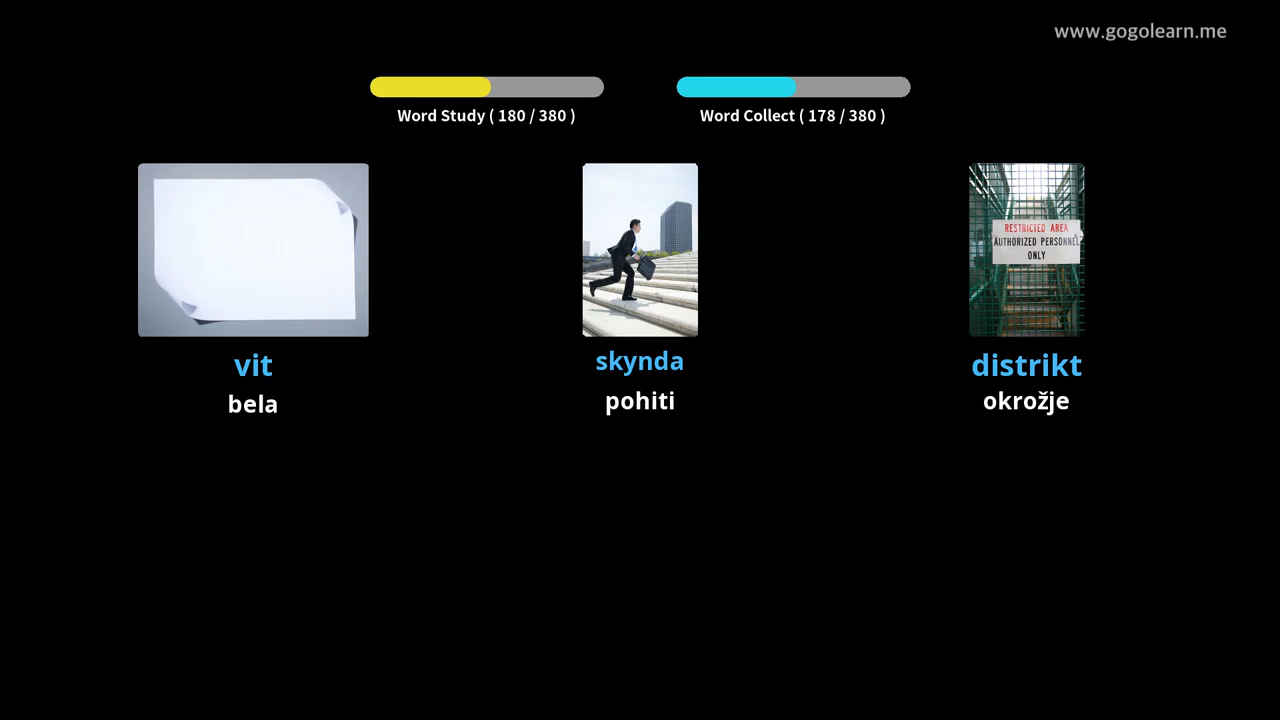 www.gogolearn.me
Word Study ( 180 / 380 )
Word Collect ( 178 / 380 )
RESTRICTED AREA
AUTHORIZED PERSONNEL
ONLY
vit
skynda
distrikt
bela
pohiti
okrožje